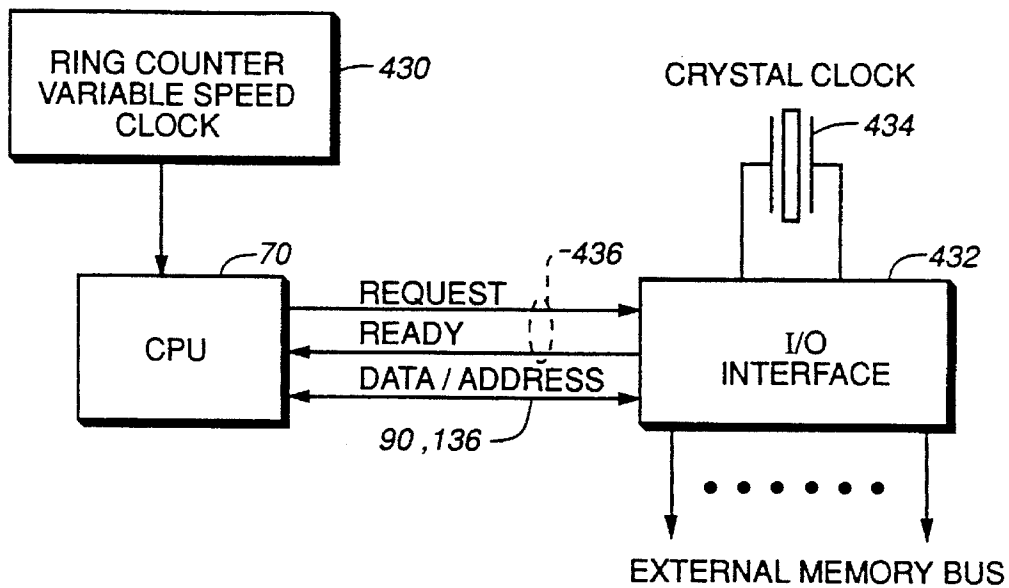 RING COUNTER
VARIABLE SPEED
CLOCK
430
CRYSTAL CLOCK
434
70
436
432
REQUEST
READY
CPU
I/O
INTERFACE
DATA / ADDRESS
90 ,136
EXTERNAL MEMORY BUS